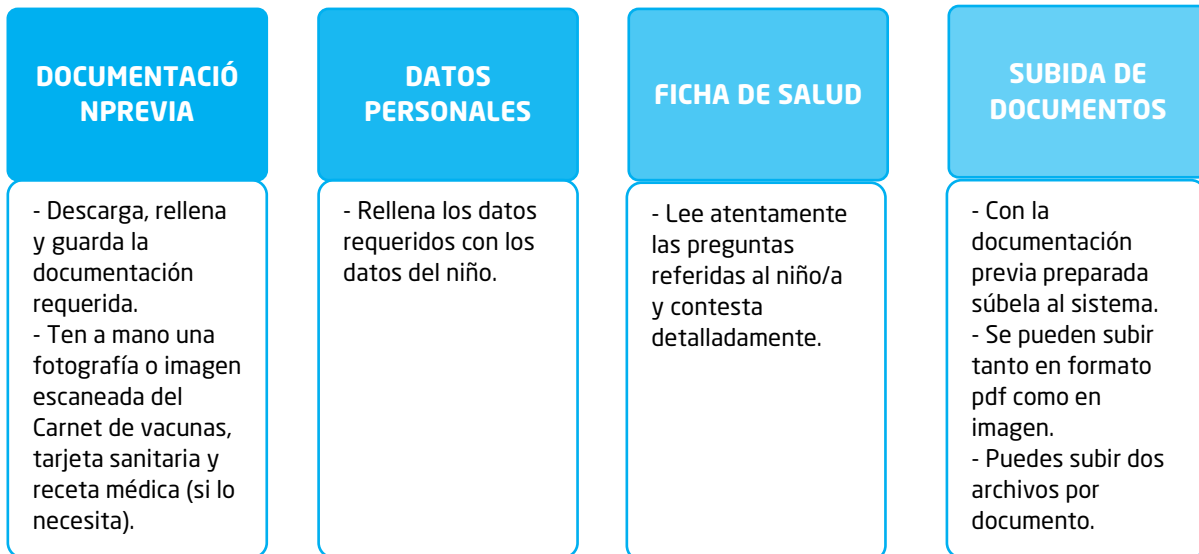 DOCUMENTACIÓ
NPREVIA
- Descarga, rellena
y guarda la
documentación
requerida.
- Ten a mano una
fotografía o imagen
escaneada del
Carnet de vacunas,
tarjeta sanitaria y
receta médica (si lo
necesita).
DATOS
PERSONALES
- Rellena los datos
requeridos con los
datos del niño.
FICHA DE SALUD
- Lee atentamente
las preguntas
referidas al niño/a
y contesta
detalladamente.
SUBIDA DE
DOCUMENTOS
- Con la
documentación
previa preparada
súbela al sistema.
- Se pueden subir
tanto en formato
pdf como en
imagen.
- Puedes subir dos
archivos por
documento.